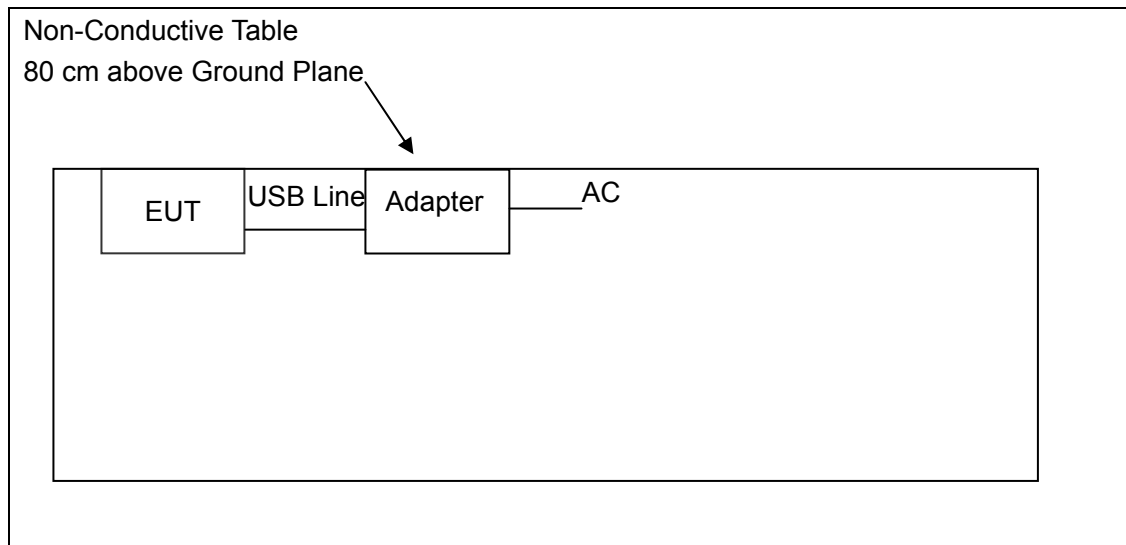 Non-Conductive Table
80 cm above Ground Plane
EUT
USB Line
Adapter
AC